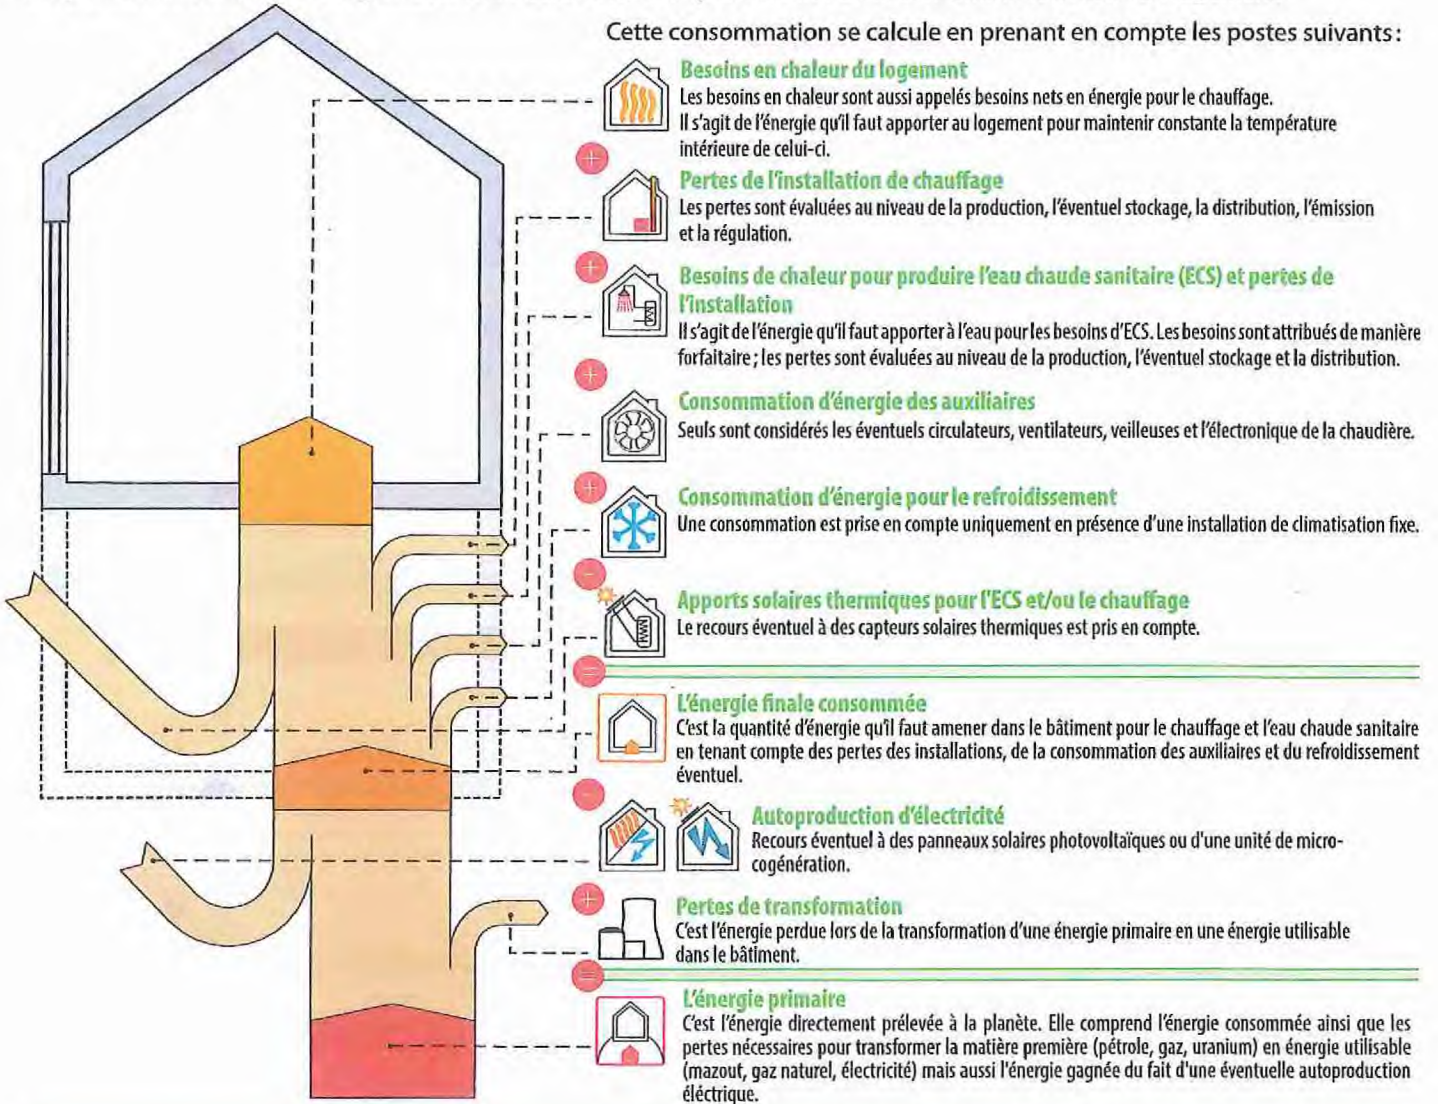 Cette consommation se calcule en prenant en compte les postes suivants :
Besoins en chaleur du logement
Les besoins en chaleur sont aussi appelés besoins nets en énergie pour le chauffage.
Il s'agit de l'énergie qu'il faut apporter au logement pour maintenir constante la température
intérieure de celui-ci.
+
Pertes de l'installation de chauffage
Les pertes sont évaluées au niveau de la production, l'éventuel stockage, la distribution, l'émission
et la régulation.
+
Besoins de chaleur pour produire l'eau chaude sanitaire (ECS) et pertes de
l'installation
Il s'agit de l'énergie qu'il faut apporter à l'eau pour les besoins d'ECS. Les besoins sont attribués de manière
forfaitaire ; les pertes sont évaluées au niveau de la production, l'éventuel stockage et la distribution.
+
Consommation d'énergie des auxiliaires
Seuls sont considérés les éventuels circulateurs, ventilateurs, veilleuses et l'électronique de la chaudière.
+
Consommation d'énergie pour le refroidissement
Une consommation est prise en compte uniquement en présence d'une installation de climatisation fixe.
-
Apports solaires thermiques pour l'ECS et/ou le chauffage
Le recours éventuel à des capteurs solaires thermiques est pris en compte.
=
L'énergie finale consommée
C'est la quantité d'énergie qu'il faut amener dans le bâtiment pour le chauffage et l'eau chaude sanitaire
en tenant compte des pertes des installations, de la consommation des auxiliaires et du refroidissement
éventuel.
-
Autoproduction d'électricité
Recours éventuel à des panneaux solaires photovoltaïques ou d'une unité de micro-
cogénération.
+
Pertes de transformation
C'est l'énergie perdue lors de la transformation d'une énergie primaire en une énergie utilisable
dans le bâtiment.
=
L'énergie primaire
C'est l'énergie directement prélevée à la planète. Elle comprend l'énergie consommée ainsi que les
pertes nécessaires pour transformer la matière première (pétrole, gaz, uranium) en énergie utilisable
(mazout, gaz naturel, électricité) mais aussi l'énergie gagnée du fait d'une éventuelle autoproduction
éléctrique.